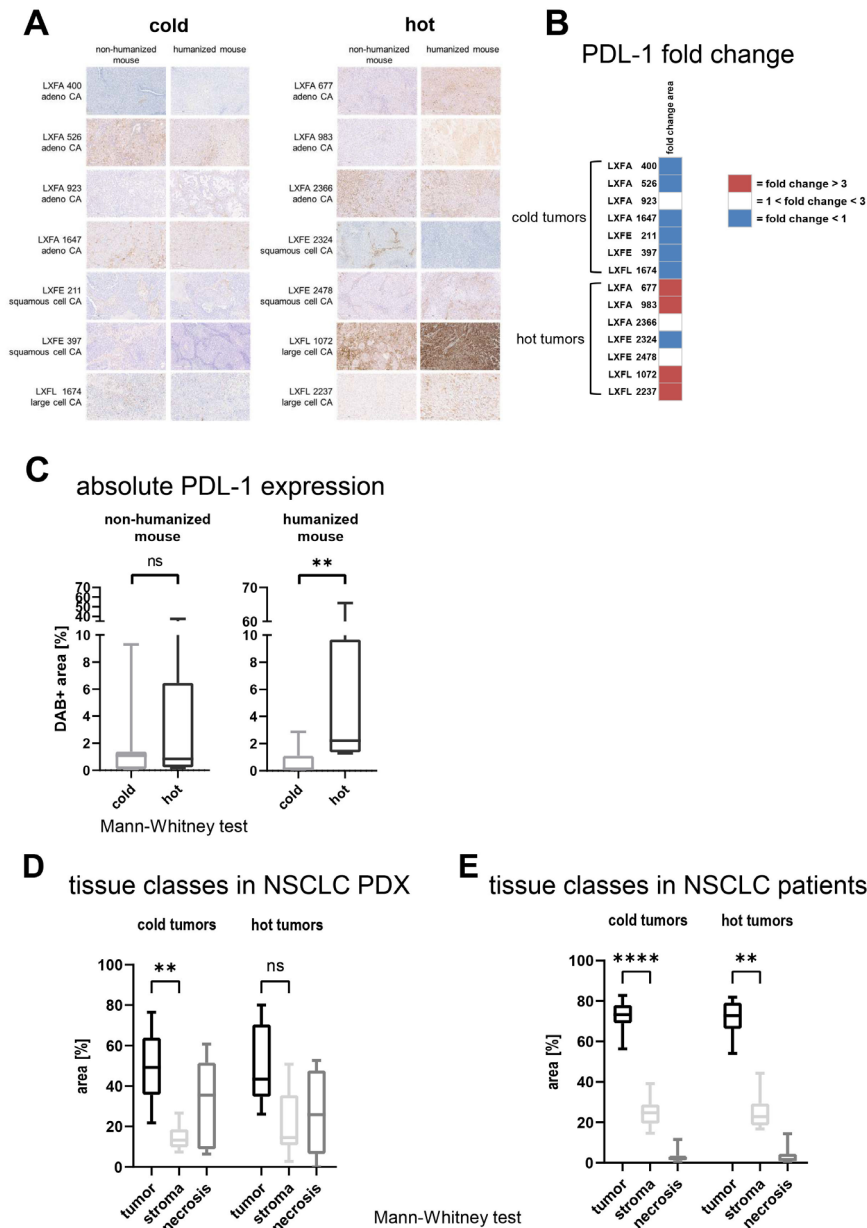 A
cold
hot
non-humanized
mouse
humanized mouse
non-humanized
mouse
humanized mouse
LXFA 400
adeno CA
LXFA 526
adeno CA
LXFA 923
adeno CA
LXFA 1647
adeno CA
LXFE 211
squamous cell CA
LXFE 397
squamous cell CA
LXFL 1674
large cell CA
LXFA 677
adeno CA
LXFA 983
adeno CA
LXFA 2366
adeno CA
LXFE 2324
squamous cell CA
LXFE 2478
squamous cell CA
LXFL 1072
large cell CA
LXFL 2237
large cell CA
B
PDL-1 fold change
fold change area
cold tumors
LXFA 400
LXFA 526
LXFA 923
LXFA 1647
LXFE 211
LXFE 397
LXFL 1674
hot tumors
LXFA 677
LXFA 983
LXFA 2366
LXFE 2324
LXFE 2478
LXFL 1072
LXFL 2237
= fold change > 3
= 1 < fold change < 3
= fold change < 1
C
absolute PDL-1 expression
non-humanized
mouse
humanized
mouse
ns
**
DAB+ area [%]
70
60
50
40
30
10
8
6
4
2
0
cold
hot
70
60
10
8
6
4
2
0
cold
hot
Mann-Whitney test
D
tissue classes in NSCLC PDX
cold tumors
hot tumors
**
ns
area [%]
100
80
60
40
20
0
tumor
stroma
necrosis
tumor
stroma
necrosis
E
tissue classes in NSCLC patients
cold tumors
hot tumors
****
**
area [%]
100
80
60
40
20
0
tumor
stroma
necrosis
tumor
stroma
necrosis
Mann-Whitney test